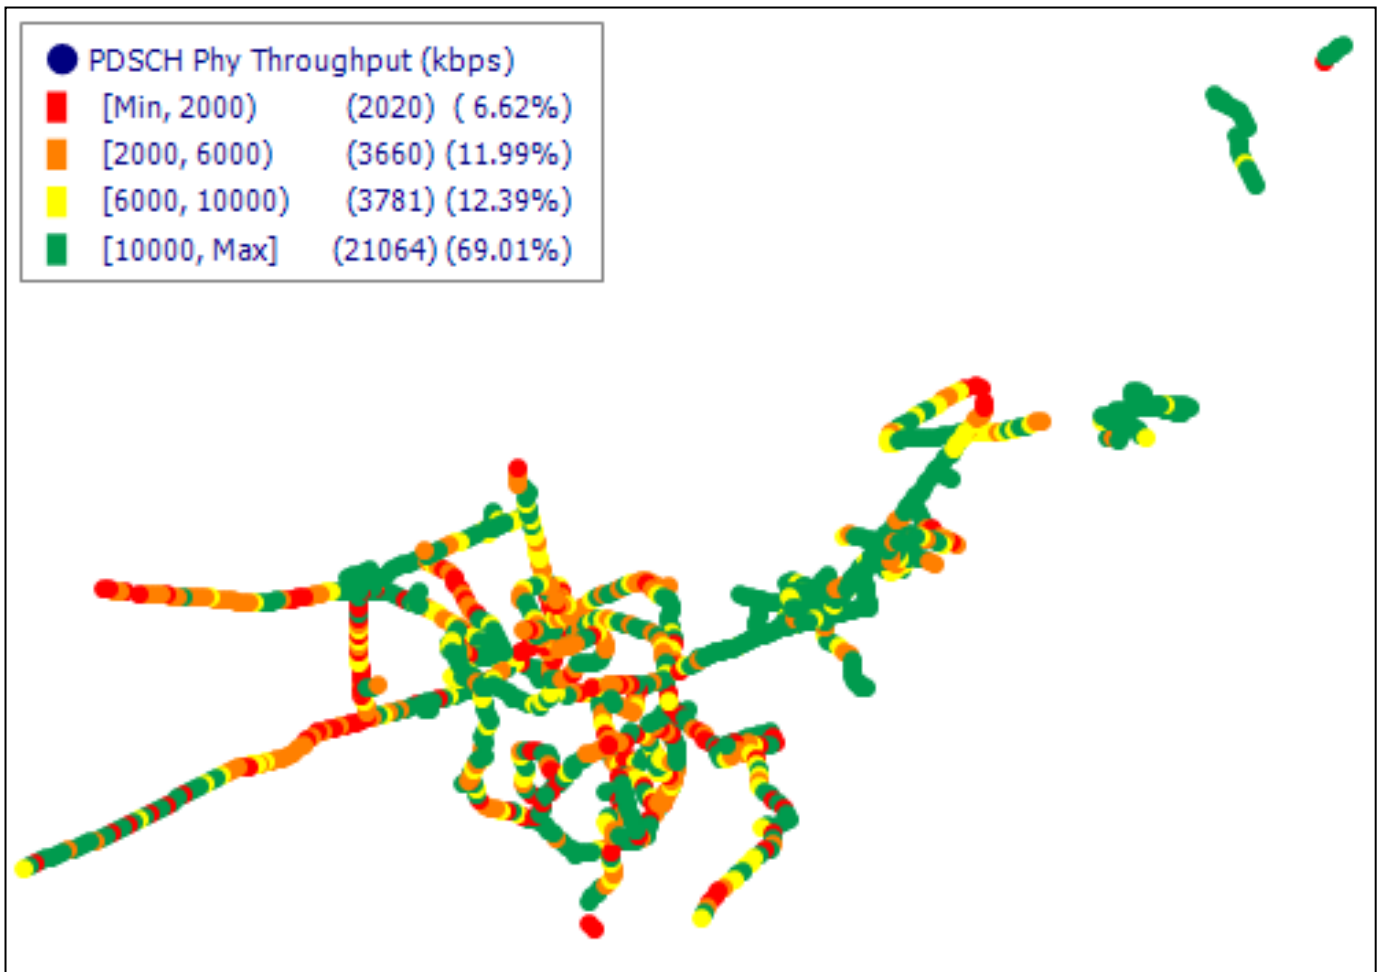 PDSCH Phy Throughput (kbps)
[Min, 2000) (2020) ( 6.62%)
[2000, 6000) (3660) (11.99%)
[6000, 10000) (3781) (12.39%)
[10000, Max] (21064) (69.01%)